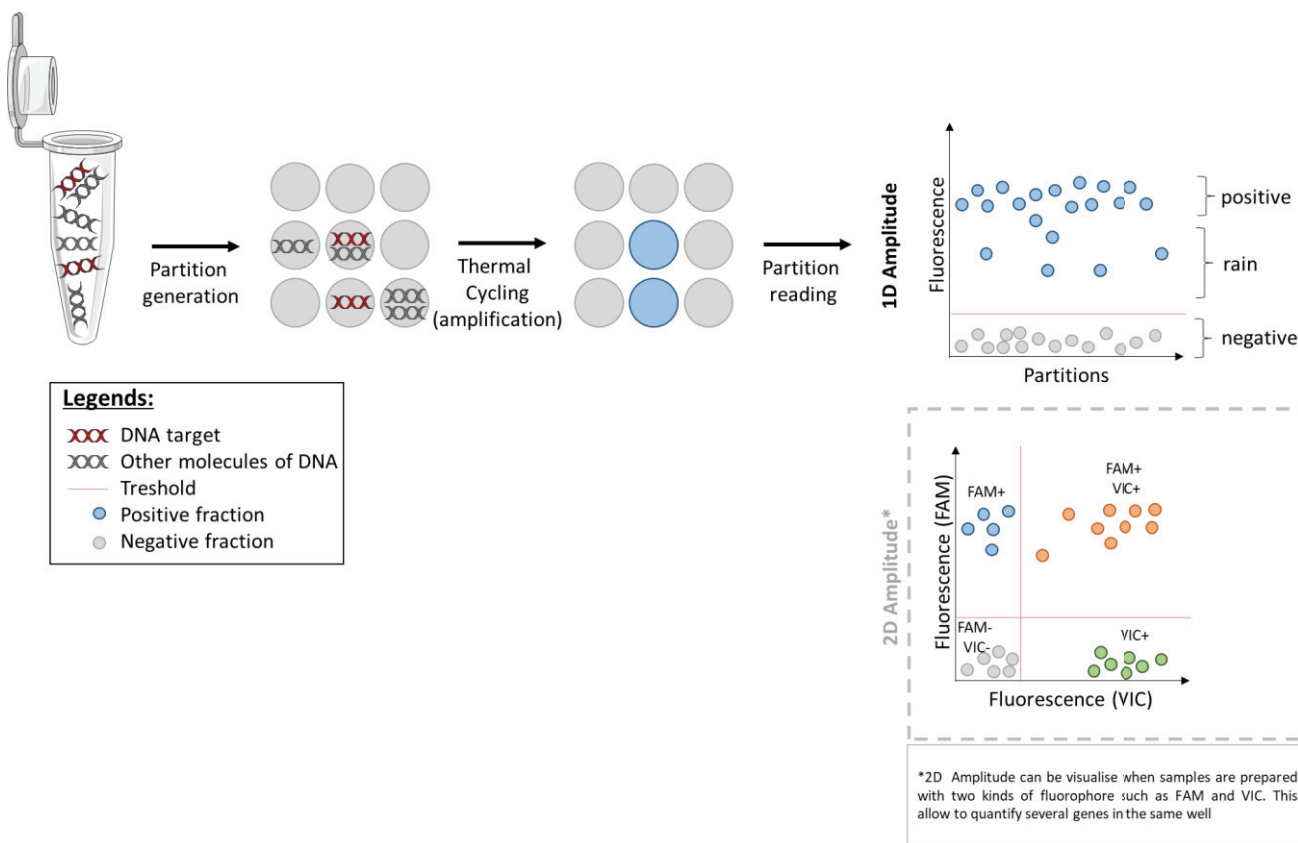 Partition
generation
Thermal
Cycling
(amplification)
Partition
reading
1D Amplitude
Fluorescence
Partitions
positive
rain
negative
Legends:
DNA target
Other molecules of DNA
Treshold
Positive fraction
Negative fraction
2D Amplitude*
Fluorescence (FAM)
FAM+
FAM+
VIC+
FAM-
VIC-
VIC+
Fluorescence (VIC)
*2D Amplitude can be visualise when samples are prepared
with two kinds of fluorophore such as FAM and VIC. This
allow to quantify several genes in the same well